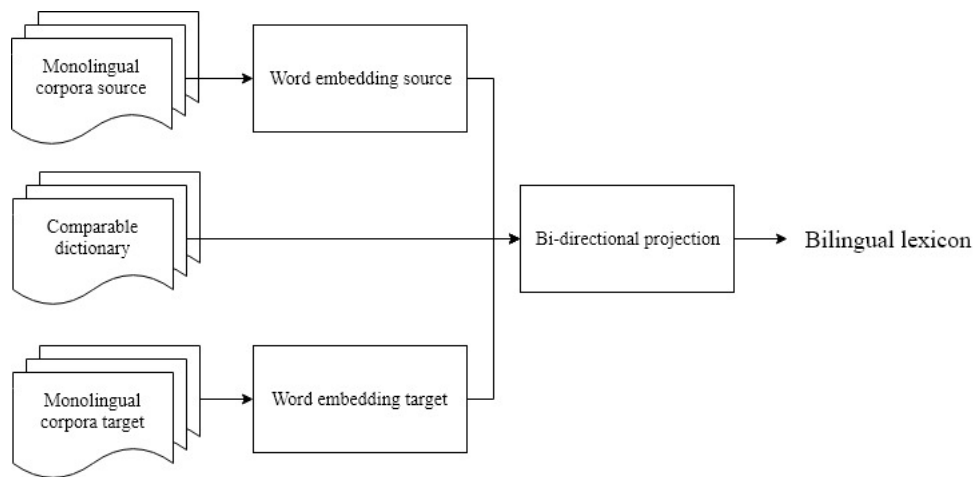 Monolingual
corpora source
Word embedding source
Comparable
dictionary
Bi-directional projection
Bilingual lexicon
Monolingual
corpora target
Word embedding target